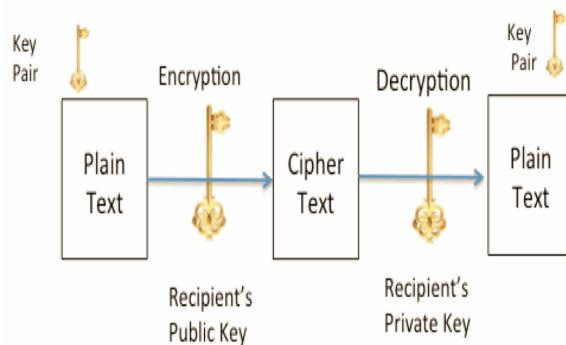 Key
Pair
Encryption
Decryption
Key
Pair
Plain
Text
Cipher
Text
Plain
Text
Recipient's
Public Key
Recipient's
Private Key